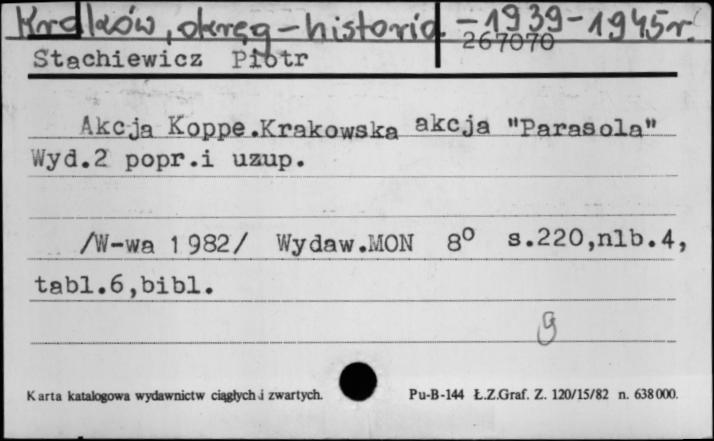 Kraków, okręg – historia – 1939-1945 r.
267070
Stachiewicz Piotr
Akcja Koppe.Krakowska akcja "Parasola"
Wyd.2 popr.i uzup.
/W-wa 1982/ Wydaw.MON 8° s.220,nlb.4,
tabl.6,bibl.
g
Karta katalogowa wydawnictw ciągłych i zwartych. Pu-B-144 Ł.Z.Graf. Z. 120/15/82 n. 638000.